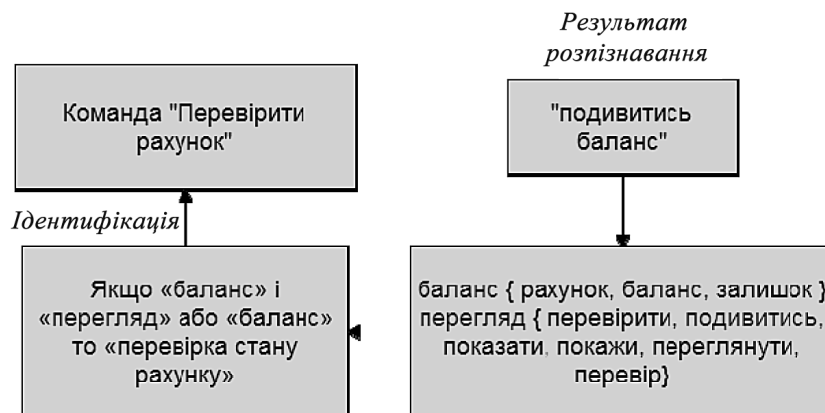 Результат
розпізнавання
Команда "Перевірити
рахунок"
"подивитись
баланс"
Ідентифікація
Якщо «баланс» і
«перегляд» або «баланс»
то «перевірка стану
рахунку»
баланс { рахунок, баланс, залишок }
перегляд { перевірити, подивитись,
показати, покажи, переглянути,
перевір}